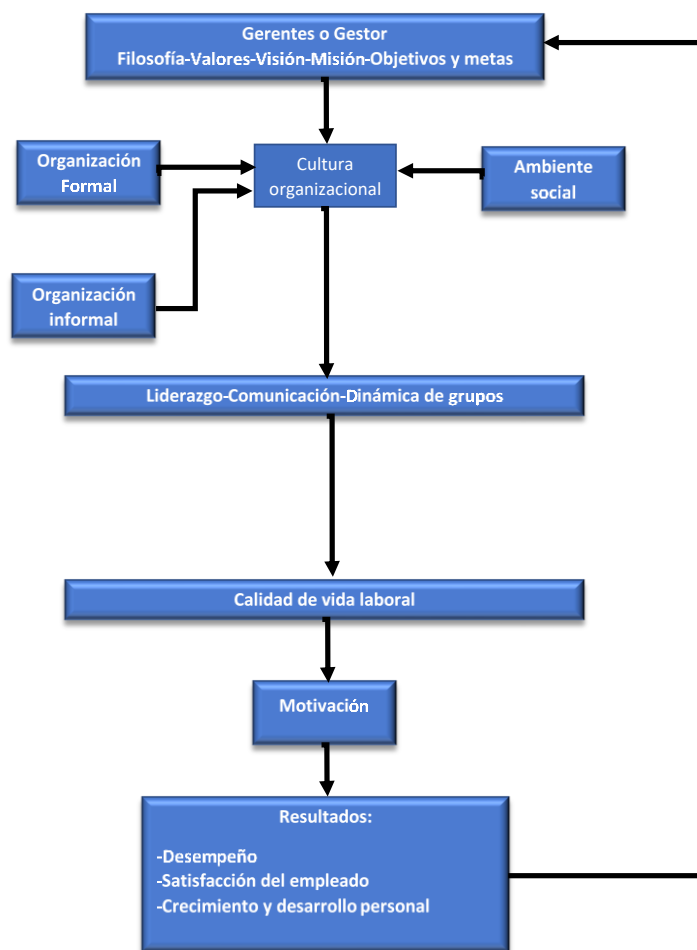 Gerentes o Gestor
Filosofía-Valores-Visión-Misión-Objetivos y metas
Organización
Formal
Cultura
organizacional
Ambiente
social
Organización
informal
Liderazgo-Comunicación-Dinámica de grupos
Calidad de vida laboral
Motivación
Resultados:
-Desempeño
-Satisfacción del empleado
-Crecimiento y desarrollo personal